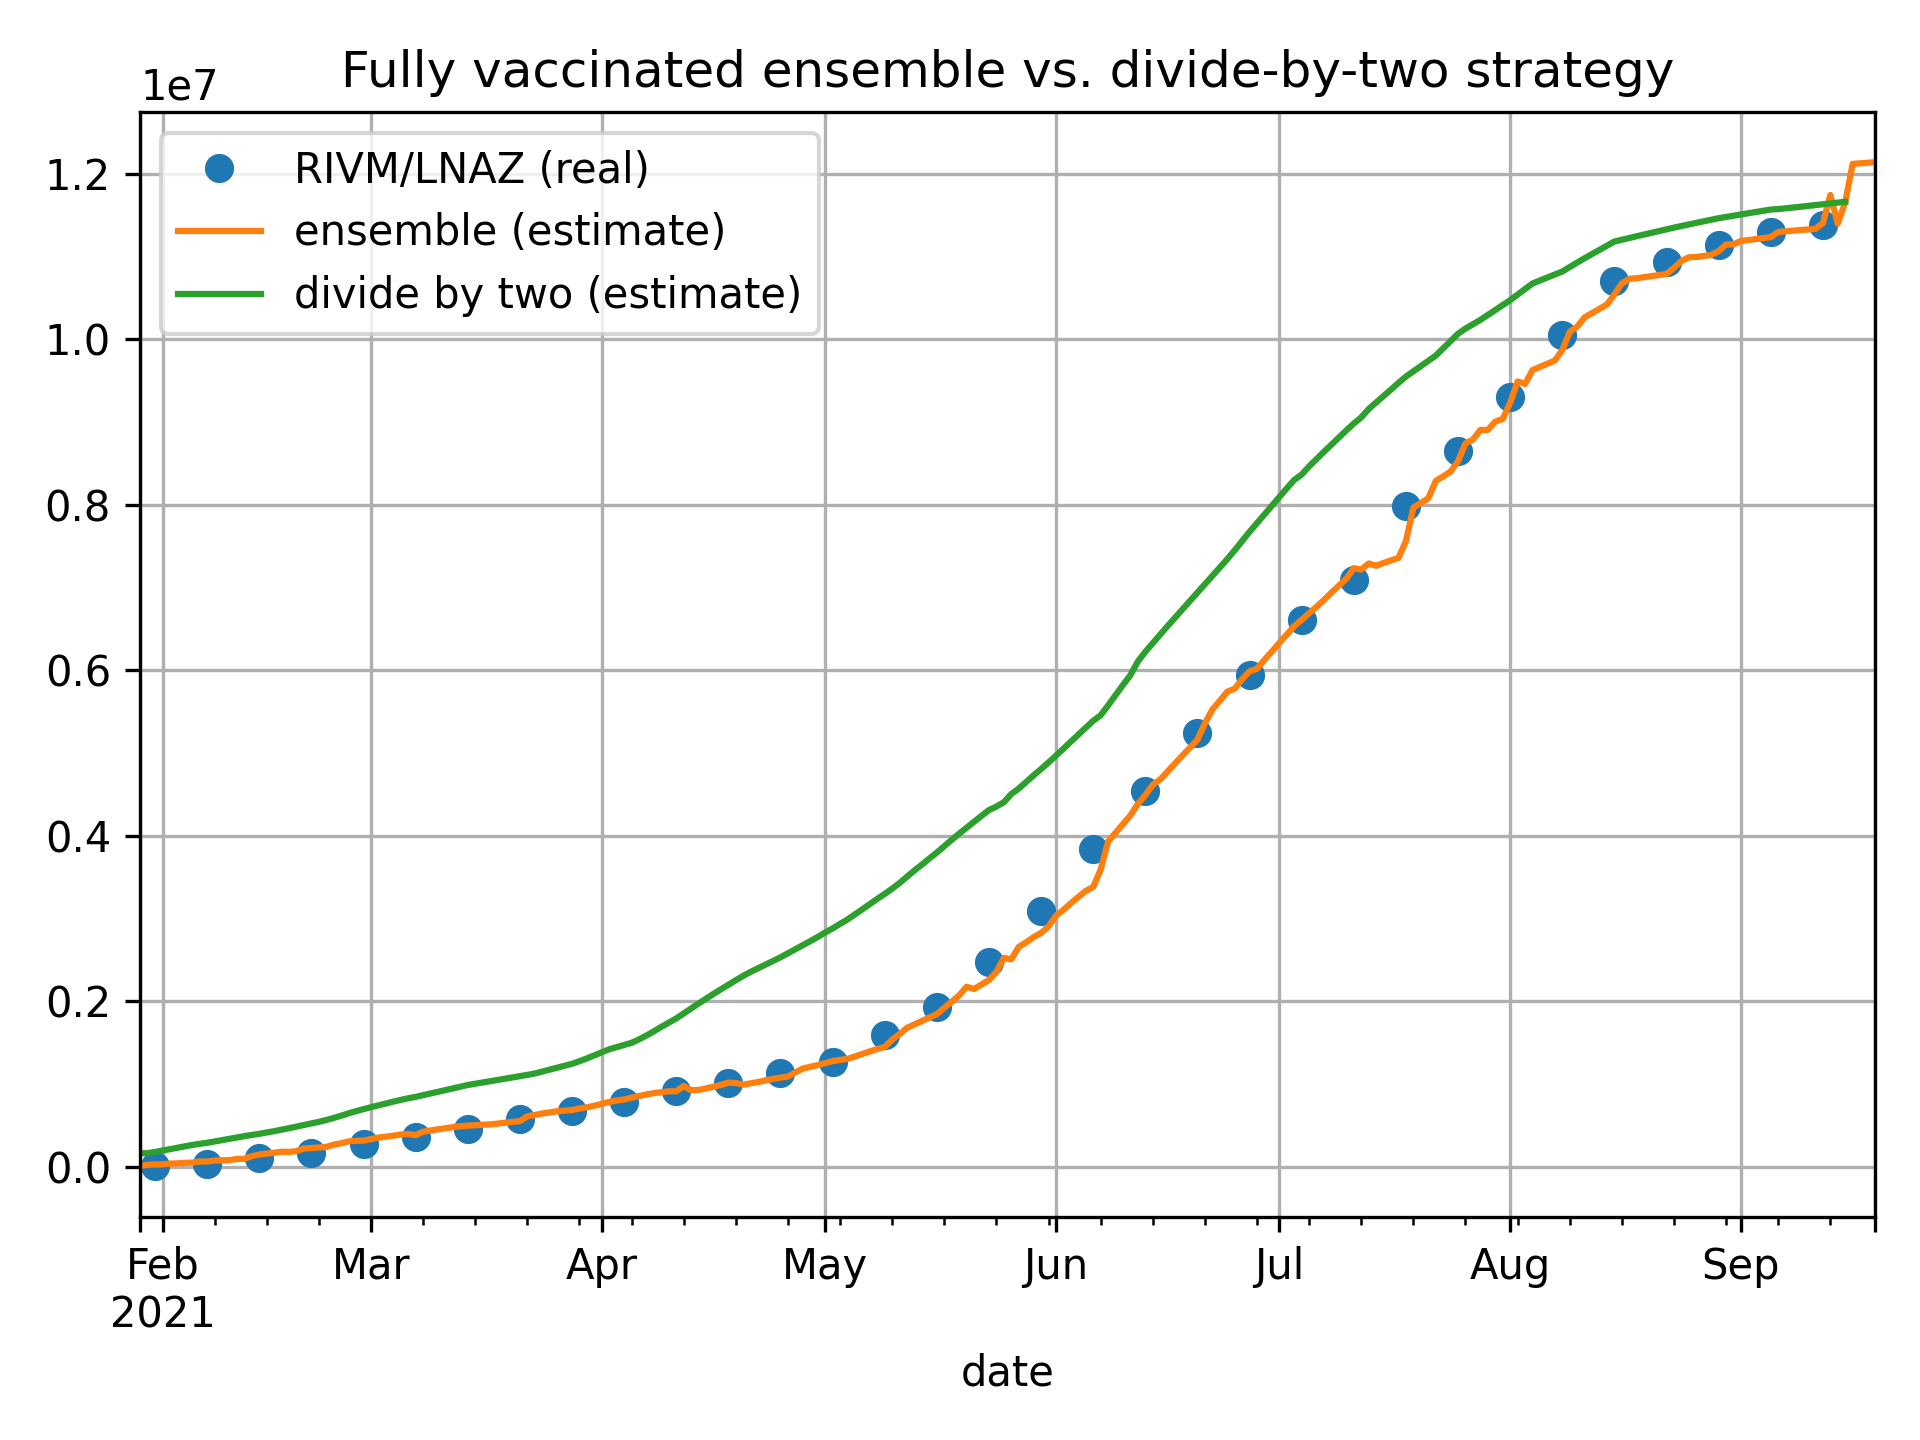 Fully vaccinated ensemble vs. divide-by-two strategy
1e7
RIVM/LNAZ (real)
ensemble (estimate)
divide by two (estimate)
1.2
1.0
0.8
0.6
0.4
0.2
0.0
Feb Mar Apr May Jun Jul Aug Sep
2021
date